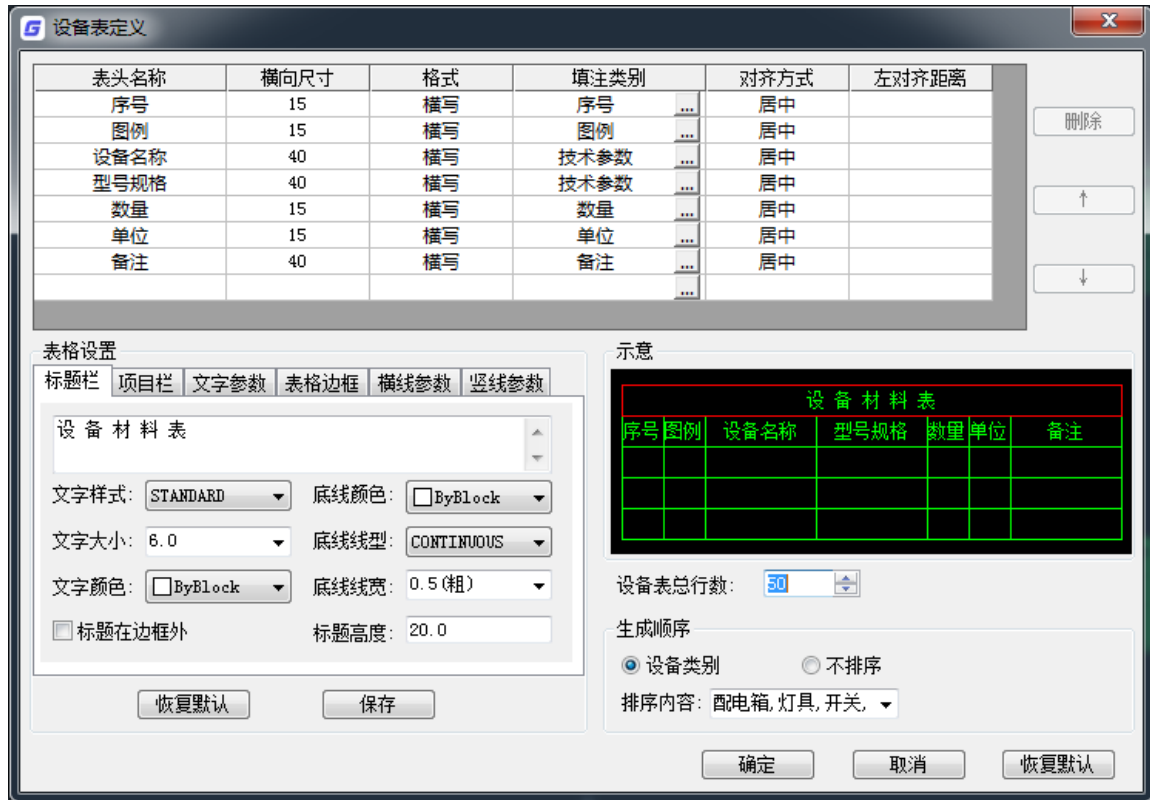 设备表定义
表头名称 横向尺寸 格式 填注类别 对齐方式 左对齐距离
序号 15 横写 序号 ... 居中
图例 15 横写 图例 ... 居中
设备名称 40 横写 技术参数 ... 居中
型号规格 40 横写 技术参数 ... 居中
数量 15 横写 数量 ... 居中
单位 15 横写 单位 ... 居中
备注 40 横写 备注 ... 居中
...
删除
↑
↓
表格设置
标题栏 项目栏 文字参数 表格边框 横线参数 竖线参数
设 备 材 料 表
文字样式: STANDARD 底线颜色: ByBlock
文字大小: 6.0 底线线型: CONTINUOUS
文字颜色: ByBlock 底线线宽: 0.5(粗)
标题在边框外 标题高度: 20.0
恢复默认 保存
示意
设 备 材 料 表
序号 图例 设备名称 型号规格 数量 单位 备注
设备表总行数: 50
生成顺序
设备类别 不排序
排序内容: 配电箱,灯具,开关,
确定 取消 恢复默认